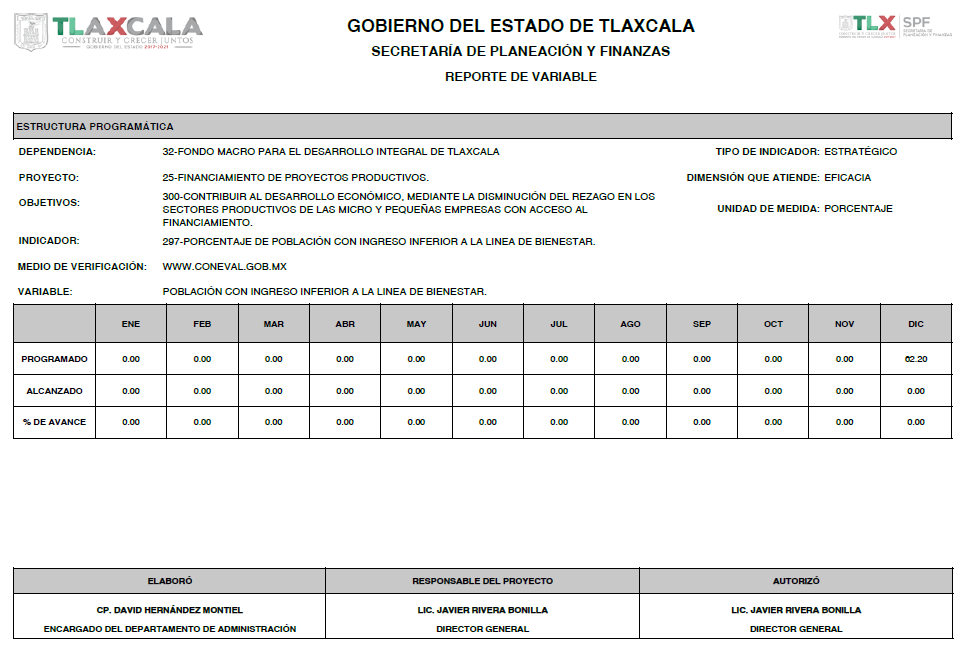 TLAXCALA
CONSTRUIR Y CRECER JUNTOS
GOBIERNO DEL ESTADO 2017-2021
GOBIERNO DEL ESTADO DE TLAXCALA
SECRETARÍA DE PLANEACIÓN Y FINANZAS
REPORTE DE VARIABLE
TLX
SPF
SECRETARÍA DE
PLANEACIÓN Y FINANZAS
ESTRUCTURA PROGRAMÁTICA
DEPENDENCIA: 32-FONDO MACRO PARA EL DESARROLLO INTEGRAL DE TLAXCALA TIPO DE INDICADOR: ESTRATÉGICO
PROYECTO: 25-FINANCIAMIENTO DE PROYECTOS PRODUCTIVOS. DIMENSIÓN QUE ATIENDE: EFICACIA
OBJETIVOS: 300-CONTRIBUIR AL DESARROLLO ECONÓMICO, MEDIANTE LA DISMINUCIÓN DEL REZAGO EN LOS
SECTORES PRODUCTIVOS DE LAS MICRO Y PEQUEÑAS EMPRESAS CON ACCESO AL
FINANCIAMIENTO.
UNIDAD DE MEDIDA: PORCENTAJE
INDICADOR: 297-PORCENTAJE DE POBLACIÓN CON INGRESO INFERIOR A LA LINEA DE BIENESTAR.
MEDIO DE VERIFICACIÓN: WWW.CONEVAL.GOB.MX
VARIABLE: POBLACIÓN CON INGRESO INFERIOR A LA LINEA DE BIENESTAR.
ENE FEB MAR ABR MAY JUN JUL AGO SEP OCT NOV DIC
PROGRAMADO 0.00 0.00 0.00 0.00 0.00 0.00 0.00 0.00 0.00 0.00 0.00 62.20
ALCANZADO 0.00 0.00 0.00 0.00 0.00 0.00 0.00 0.00 0.00 0.00 0.00 0.00
% DE AVANCE 0.00 0.00 0.00 0.00 0.00 0.00 0.00 0.00 0.00 0.00 0.00 0.00
ELABORÓ RESPONSABLE DEL PROYECTO AUTORIZÓ
CP. DAVID HERNÁNDEZ MONTIEL LIC. JAVIER RIVERA BONILLA LIC. JAVIER RIVERA BONILLA
ENCARGADO DEL DEPARTAMENTO DE ADMINISTRACIÓN DIRECTOR GENERAL DIRECTOR GENERAL